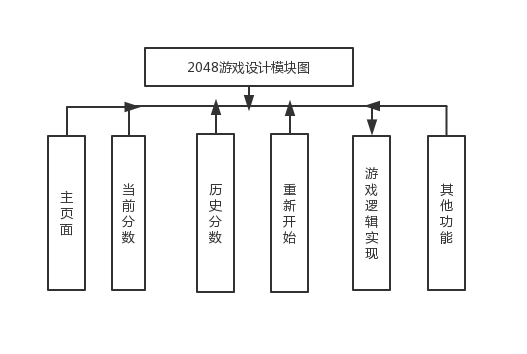 2048游戏设计模块图
主页面
当前分数
历史分数
重新开始
游戏逻辑实现
其他功能